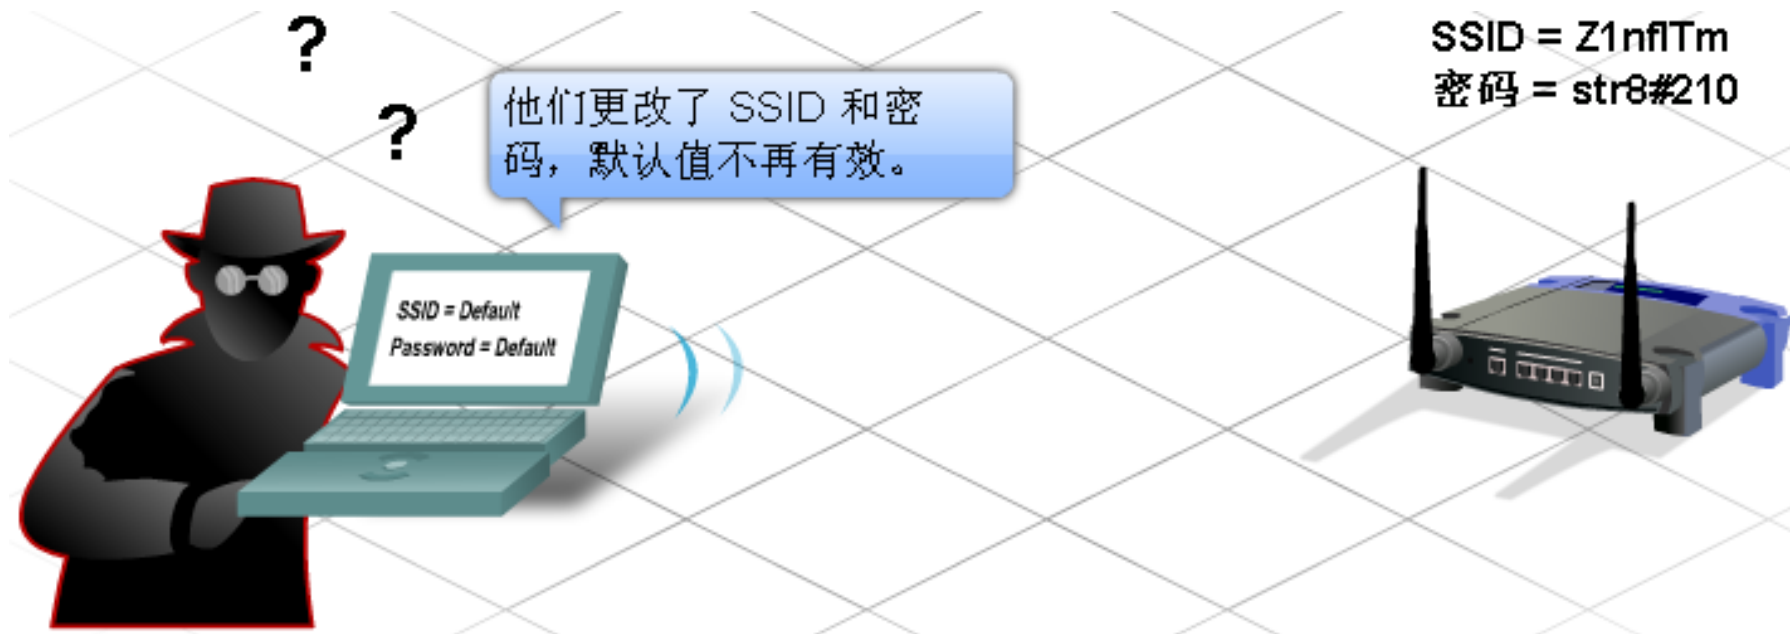 ?
?
SSID = Z1nflTm
密码 = str8#210
他们更改了 SSID 和密
码，默认值不再有效。
SSID = Default
Password = Default